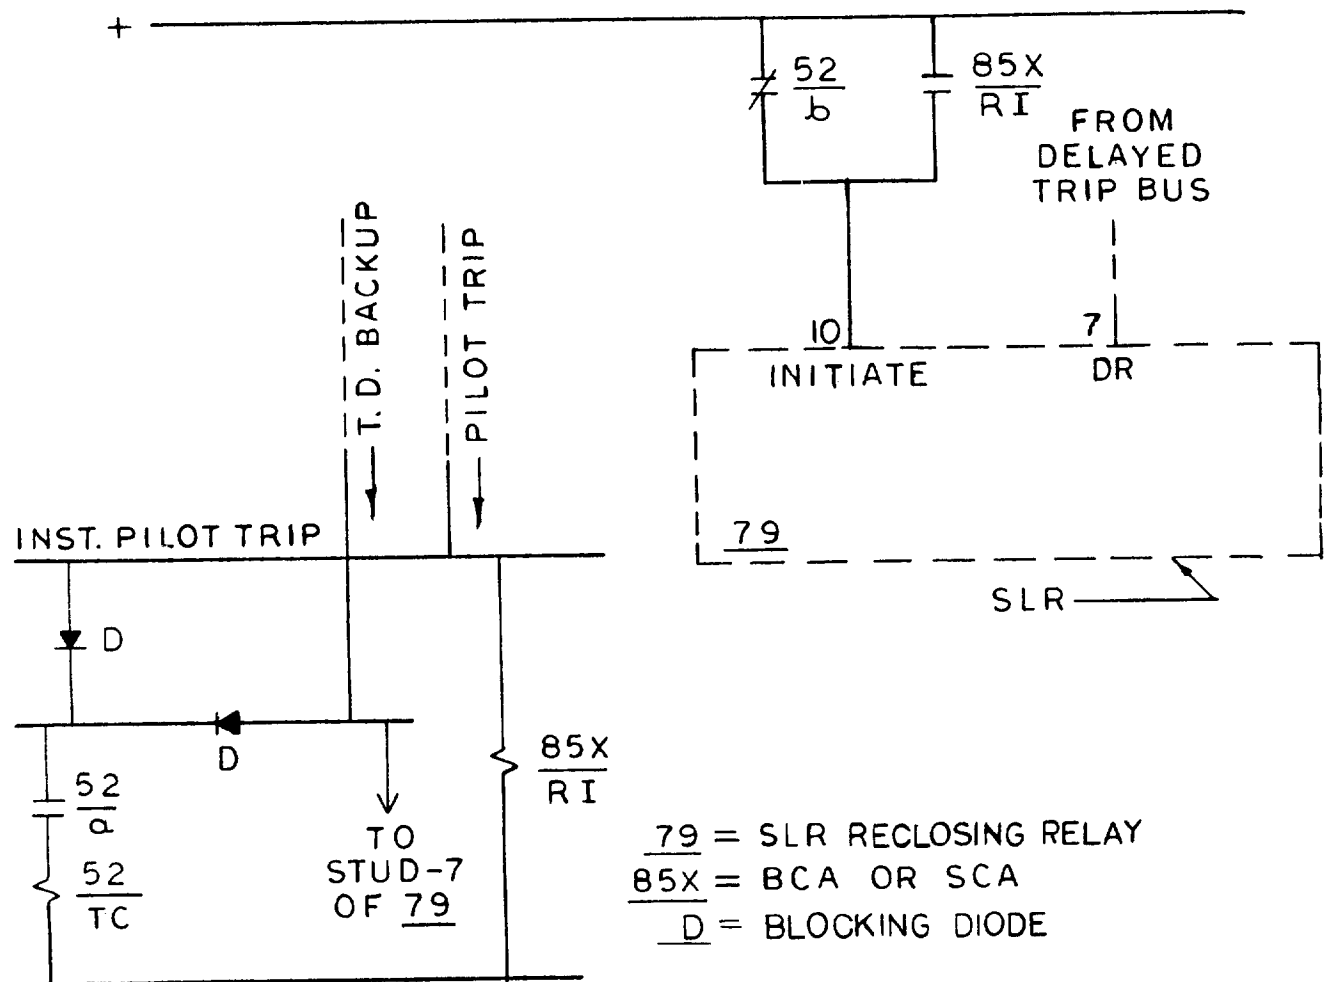 +
52
b
85X
RI
FROM
DELAYED
TRIP BUS
T.D. BACKUP
PILOT TRIP
10
7
INITIATE
DR
79
SLR
INST. PILOT TRIP
D
D
52
a
52
TC
TO
STUD-7
OF 79
85X
RI
79 = SLR RECLOSING RELAY
85X = BCA OR SCA
D = BLOCKING DIODE